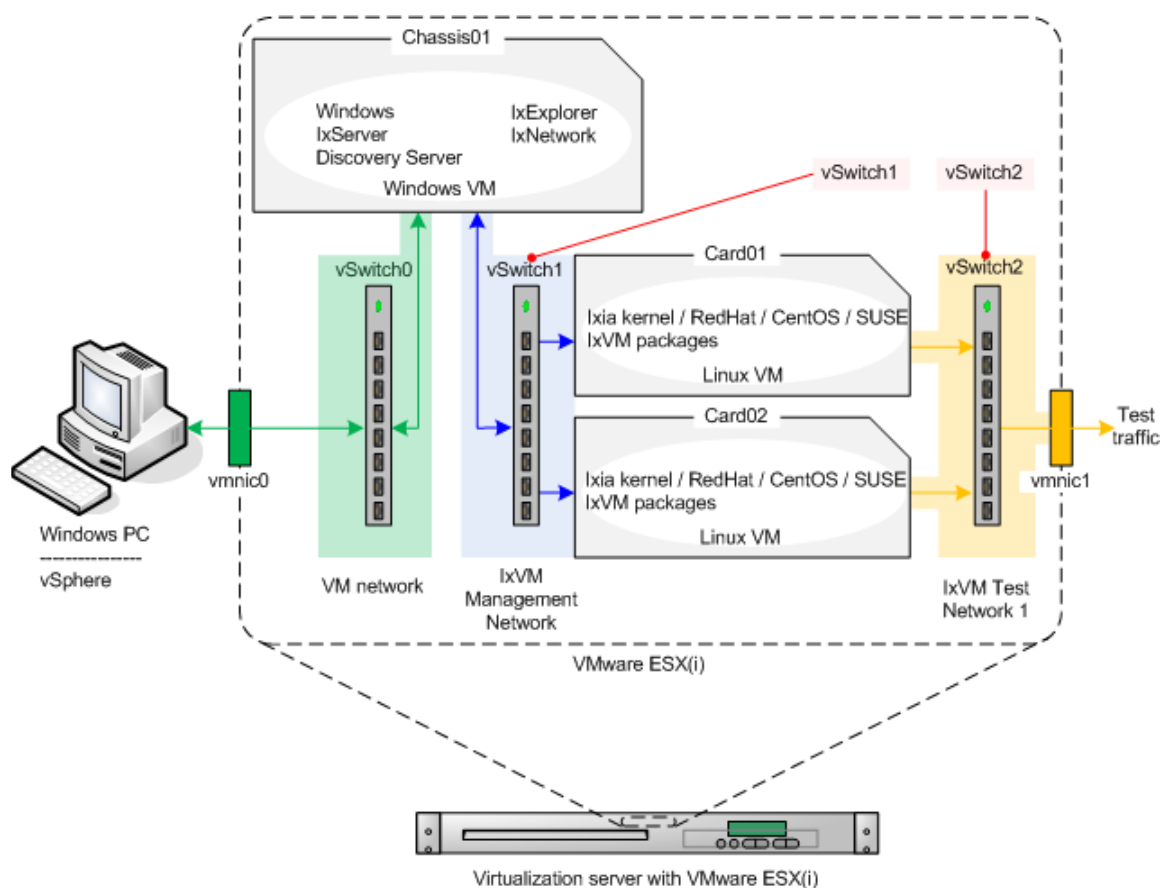 Chassis01
Windows
IxServer
Discovery Server
IxExplorer
IxNetwork
Windows VM
vSwitch1
vSwitch2
vSwitch0
vSwitch1
Card01
vSwitch2
Ixia kernel / RedHat / CentOS / SUSE
IxVM packages
Linux VM
Card02
Ixia kernel / RedHat / CentOS / SUSE
IxVM packages
Linux VM
Test
traffic
vmnic0
vmnic1
Windows PC
----------------
vSphere
VM network
IxVM
Management
Network
IxVM Test
Network 1
VMware ESX(i)
Virtualization server with VMware ESX(i)